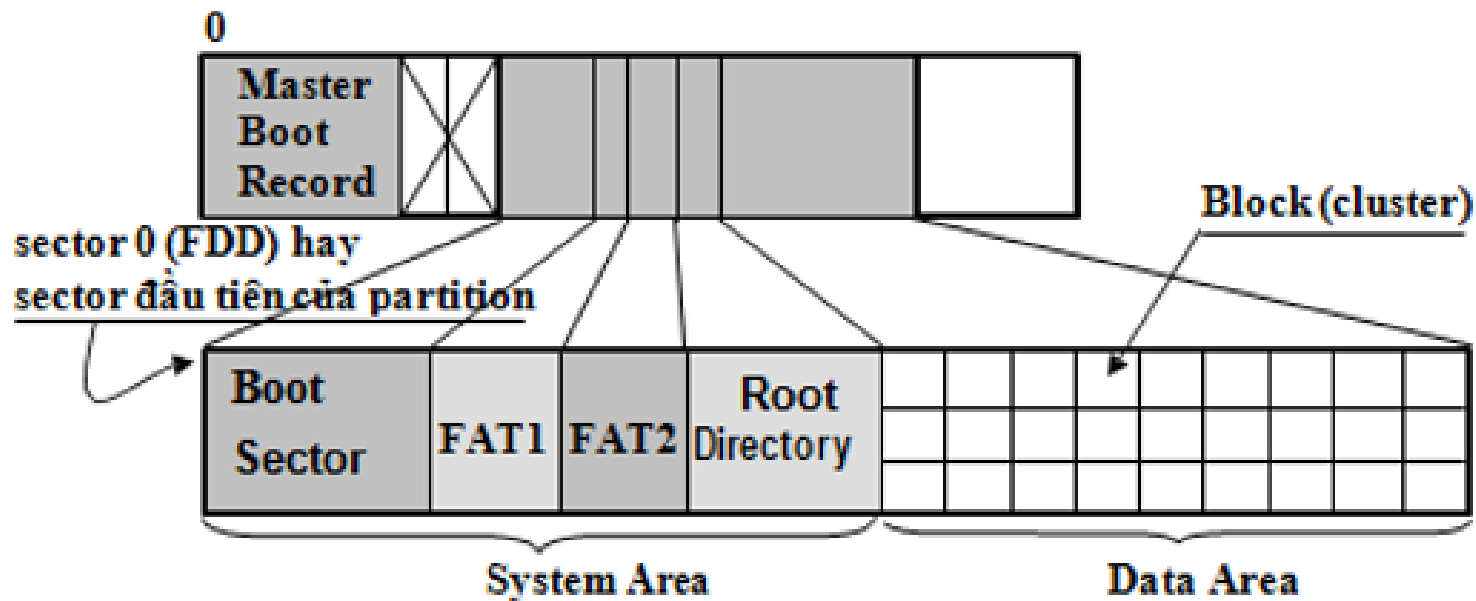 0
Master
Boot
Record
Block (cluster)
sector 0 (FDD) hay
sector đầu tiên của partition
Boot
Sector
FAT1
FAT2
Root
Directory
System Area
Data Area